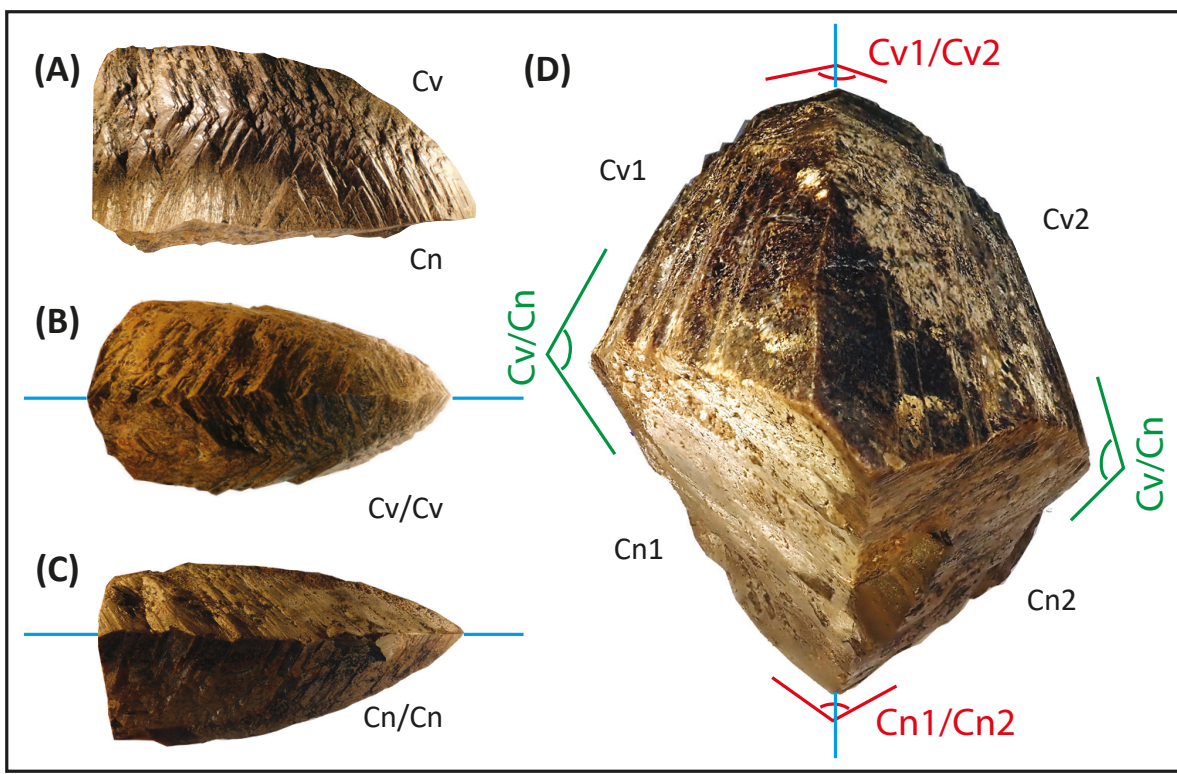 (A)
Cv
Cn
(B)
Cv/Cv
(C)
Cn/Cn
(D)
Cv1/Cv2
Cv1
Cv2
Cv/Cn
Cv/Cn
Cn1
Cn2
Cn1/Cn2